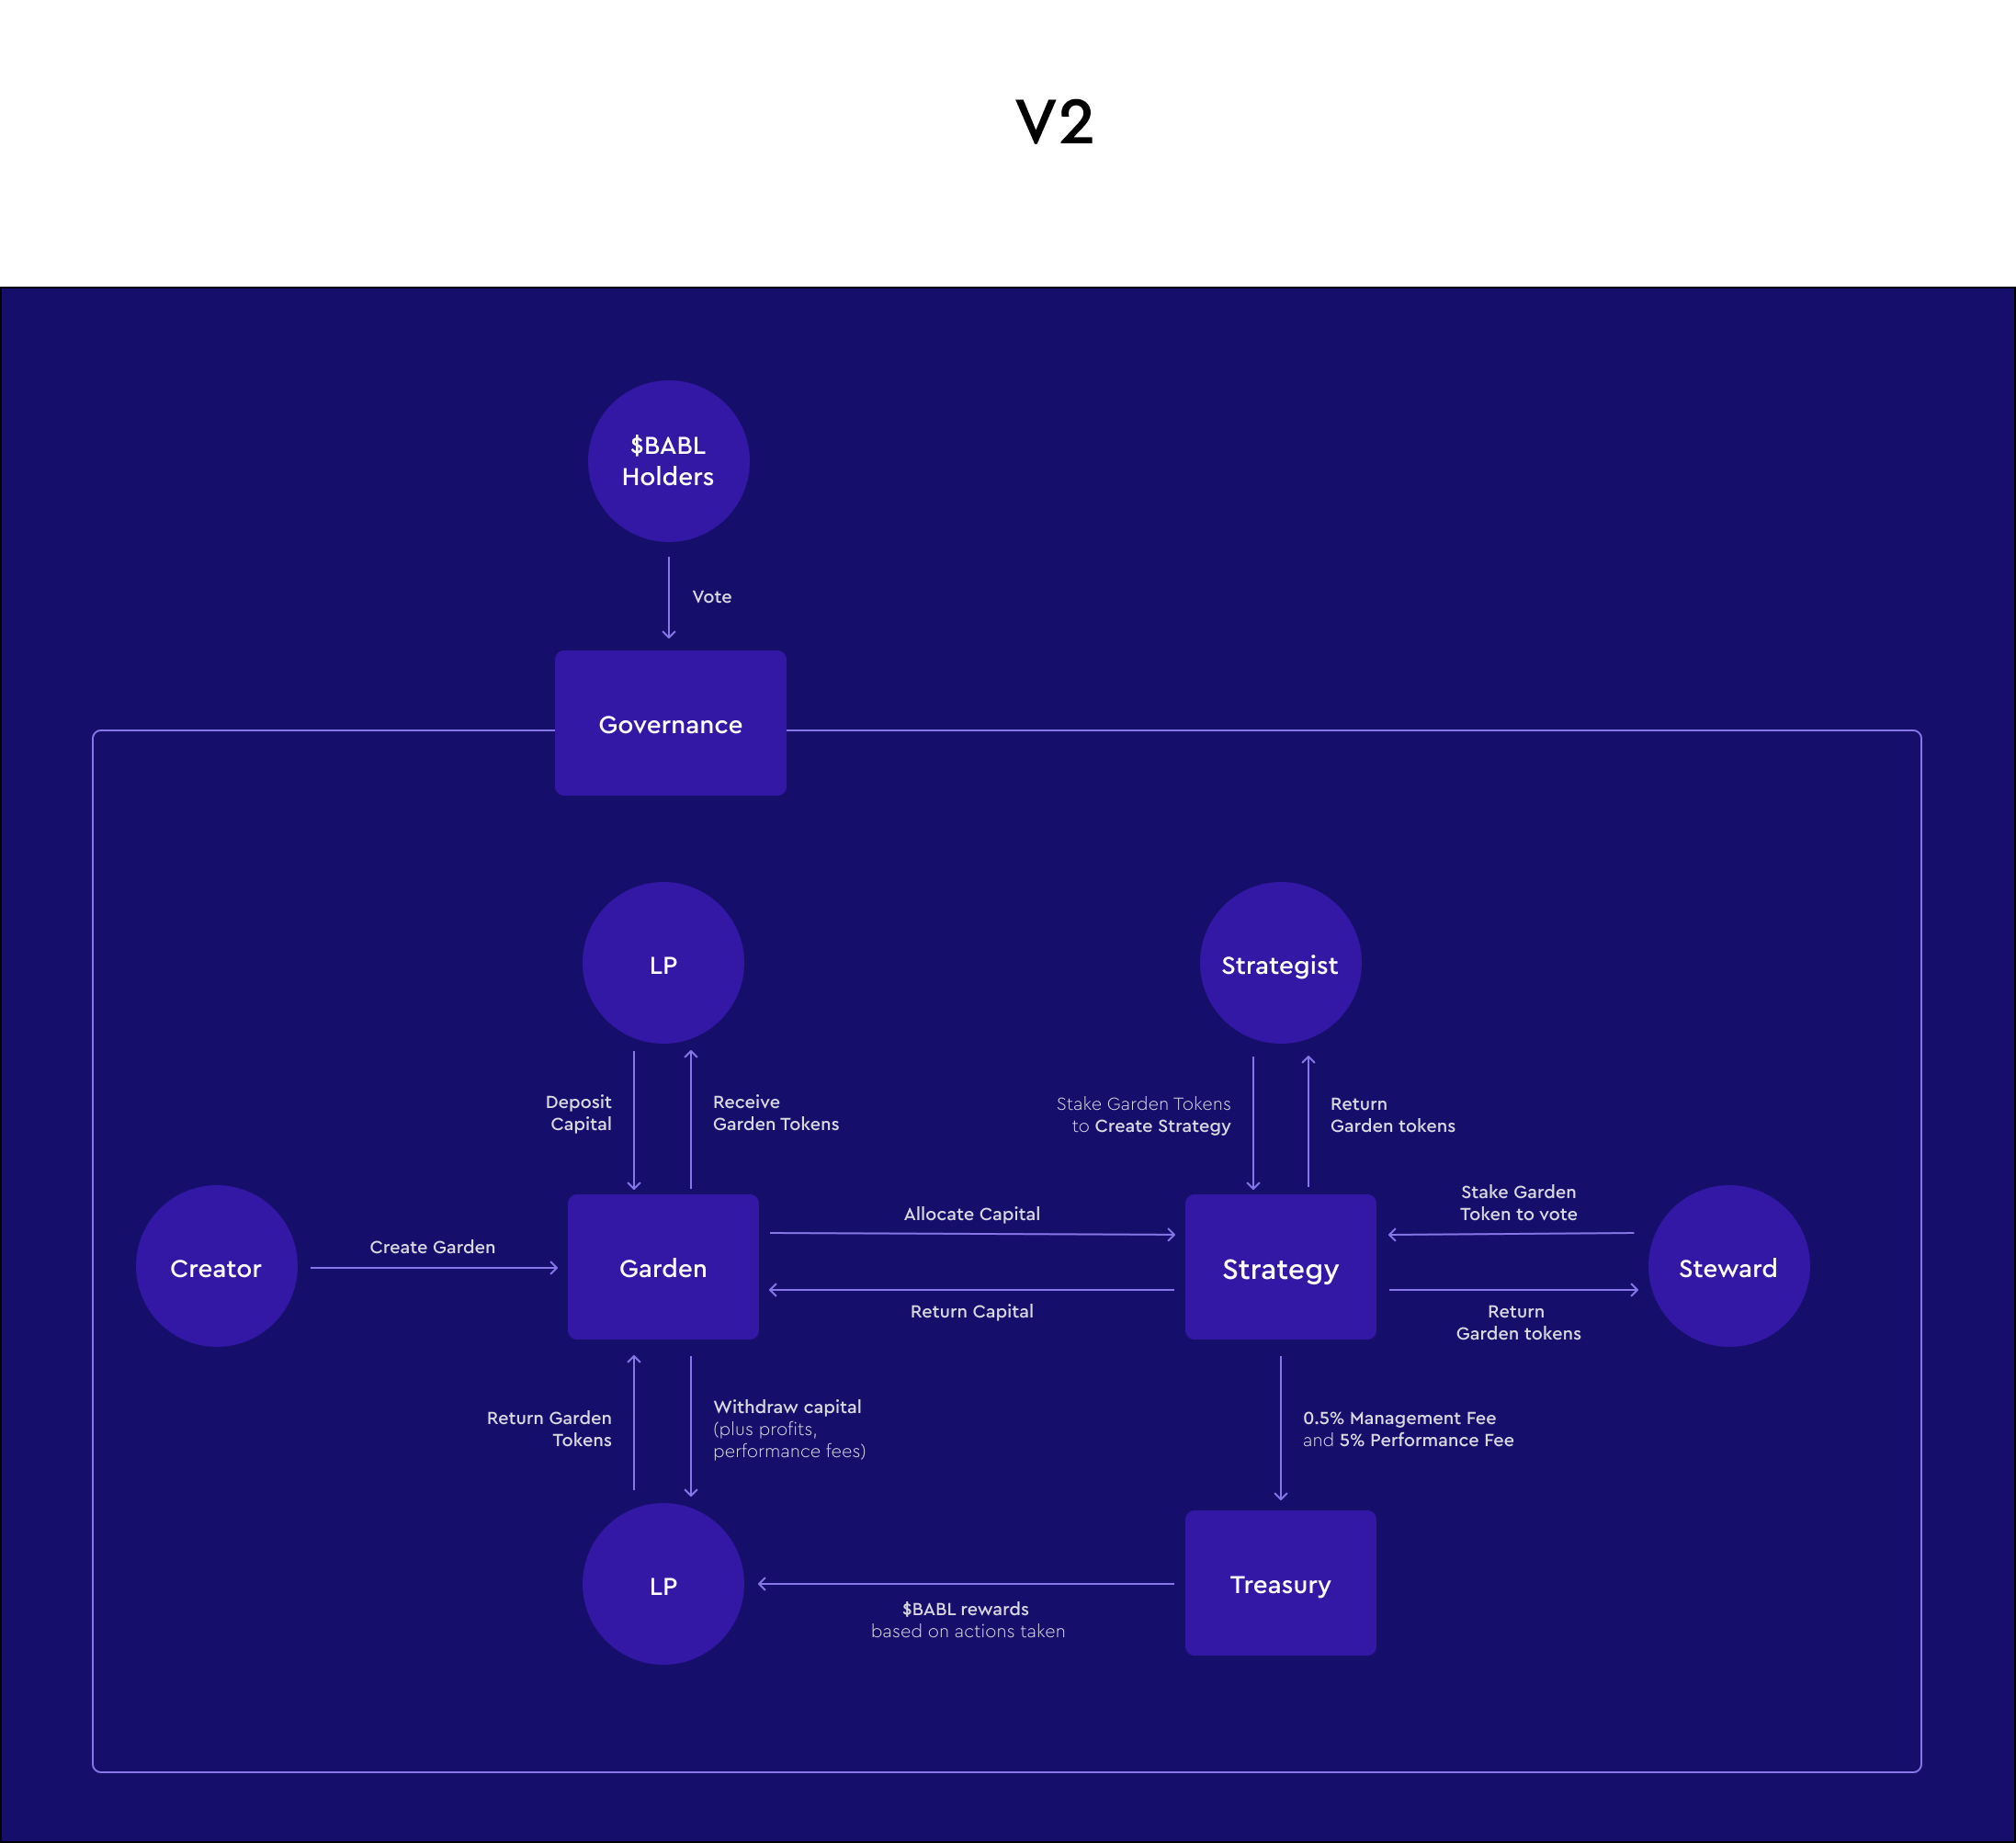 V2
$BABL
Holders
Vote
Governance
LP
Strategist
Deposit
Capital
Receive
Garden Tokens
Stake Garden Tokens
to Create Strategy
Return
Garden tokens
Creator
Create Garden
Garden
Allocate Capital
Return Capital
Strategy
Stake Garden
Token to vote
Return
Garden tokens
Steward
Return Garden
Tokens
Withdraw capital
(plus profits,
performance fees)
0.5% Management Fee
and 5% Performance Fee
LP
$BABL rewards
based on actions taken
Treasury